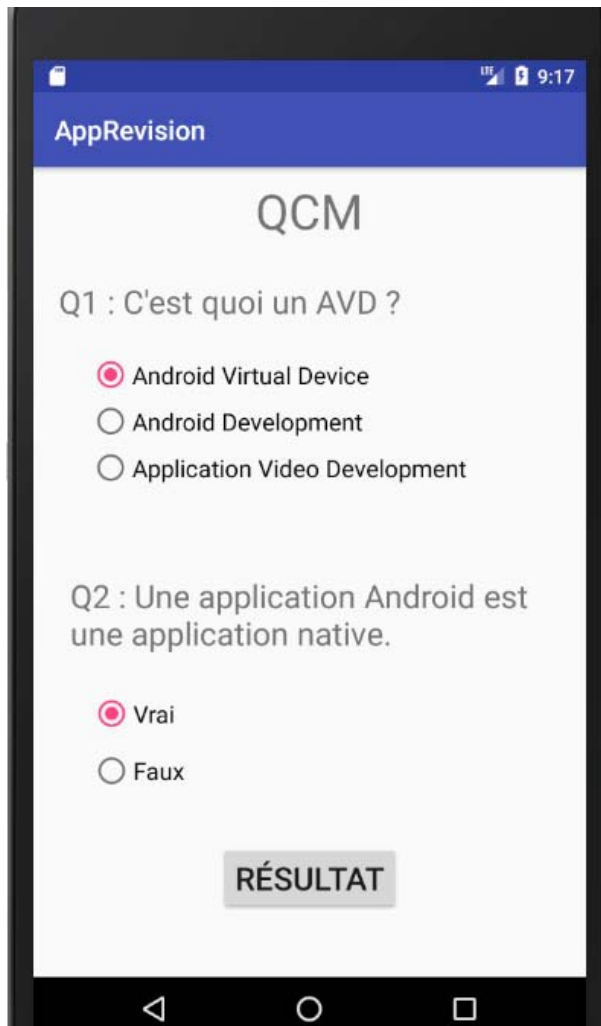 LTE 9:17
AppRevision
QCM
Q1 : C'est quoi un AVD ?
Android Virtual Device
Android Development
Application Video Development
Q2 : Une application Android est
une application native.
Vrai
Faux
RÉSULTAT